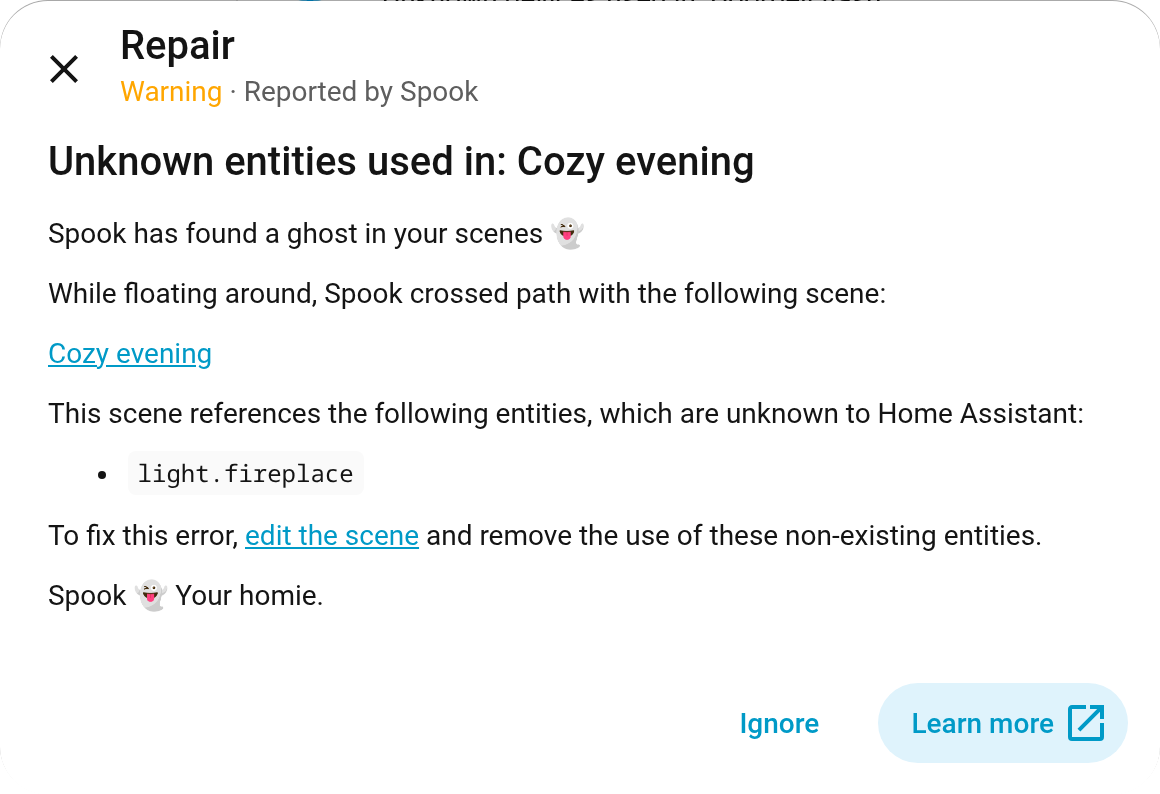 Repair
Warning · Reported by Spook
Unknown entities used in: Cozy evening
Spook has found a ghost in your scenes 👻
While floating around, Spook crossed path with the following scene:
Cozy evening
This scene references the following entities, which are unknown to Home Assistant:
• light.fireplace
To fix this error, edit the scene and remove the use of these non-existing entities.
Spook 👻 Your homie.
Ignore
Learn more